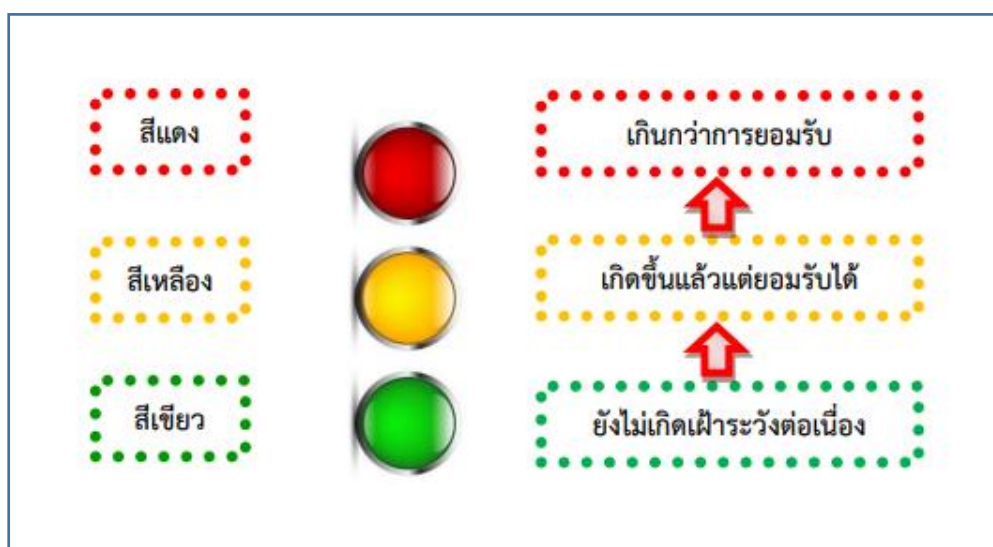 สีแดง
เกินกว่าการยอมรับ
สีเหลือง
เกิดขึ้นแล้วแต่ยอมรับได้
สีเขียว
ยังไม่เกิดเฝ้าระวังต่อเนื่อง